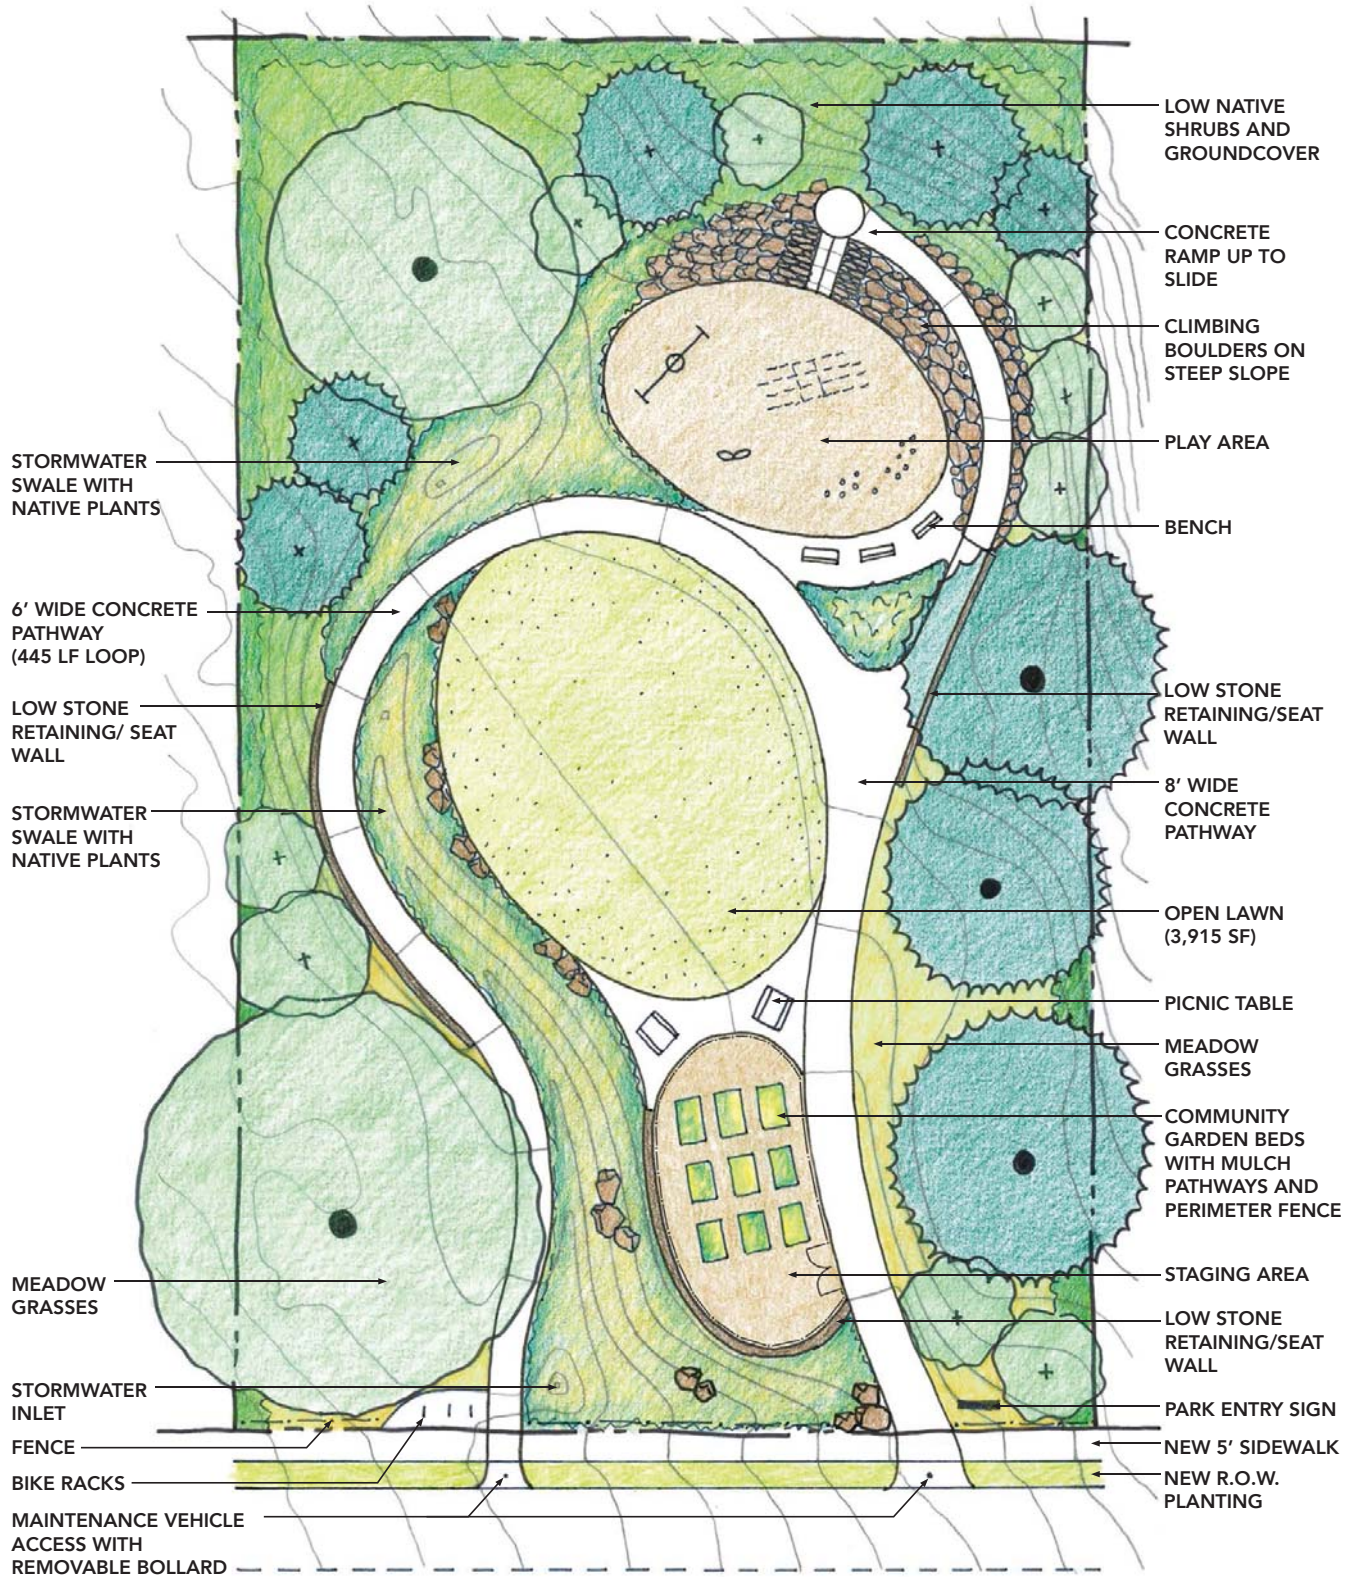 LOW NATIVE
SHRUBS AND
GROUNDCOVER
CONCRETE
RAMP UP TO
SLIDE
CLIMBING
BOULDERS ON
STEEP SLOPE
PLAY AREA
BENCH
LOW STONE
RETAINING/SEAT
WALL
8' WIDE
CONCRETE
PATHWAY
OPEN LAWN
(3,915 SF)
PICNIC TABLE
MEADOW
GRASSES
COMMUNITY
GARDEN BEDS
WITH MULCH
PATHWAYS AND
PERIMETER FENCE
STAGING AREA
LOW STONE
RETAINING/SEAT
WALL
PARK ENTRY SIGN
NEW 5' SIDEWALK
NEW R.O.W.
PLANTING
STORMWATER
SWALE WITH
NATIVE PLANTS
6' WIDE CONCRETE
PATHWAY
(445 LF LOOP)
LOW STONE
RETAINING/ SEAT
WALL
STORMWATER
SWALE WITH
NATIVE PLANTS
MEADOW
GRASSES
STORMWATER
INLET
FENCE
BIKE RACKS
MAINTENANCE VEHICLE
ACCESS WITH
REMOVABLE BOLLARD